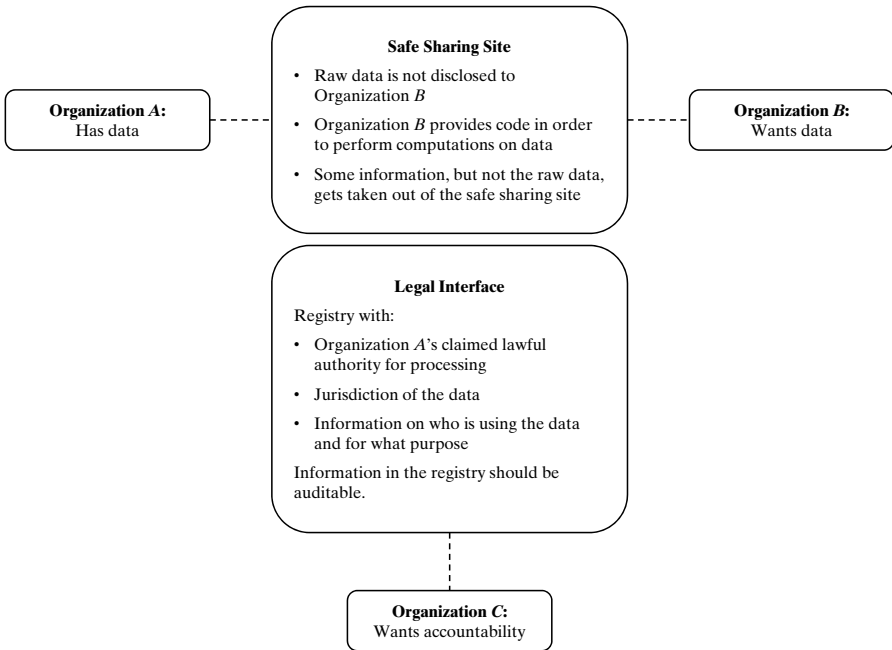 Safe Sharing Site
• Raw data is not disclosed to
Organization B
• Organization B provides code in order
to perform computations on data
• Some information, but not the raw data,
gets taken out of the safe sharing site
Organization A:
Has data
Organization B:
Wants data
Legal Interface
Registry with:
• Organization A’s claimed lawful
authority for processing
• Jurisdiction of the data
• Information on who is using the data
and for what purpose
Information in the registry should be
auditable.
Organization C:
Wants accountability